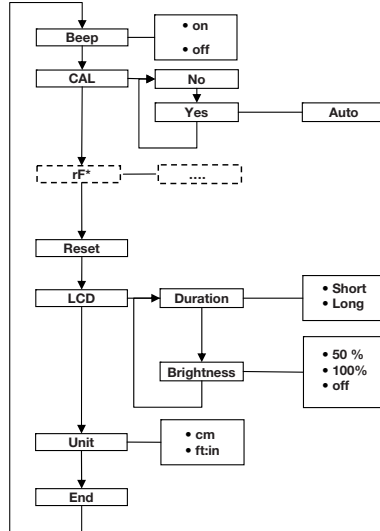 Beep
• on
• off
CAL
No
Yes
Auto
rF*
....
Reset
LCD
Duration
• Short
• Long
Brightness
• 50 %
• 100%
• off
Unit
• cm
• ft:in
End